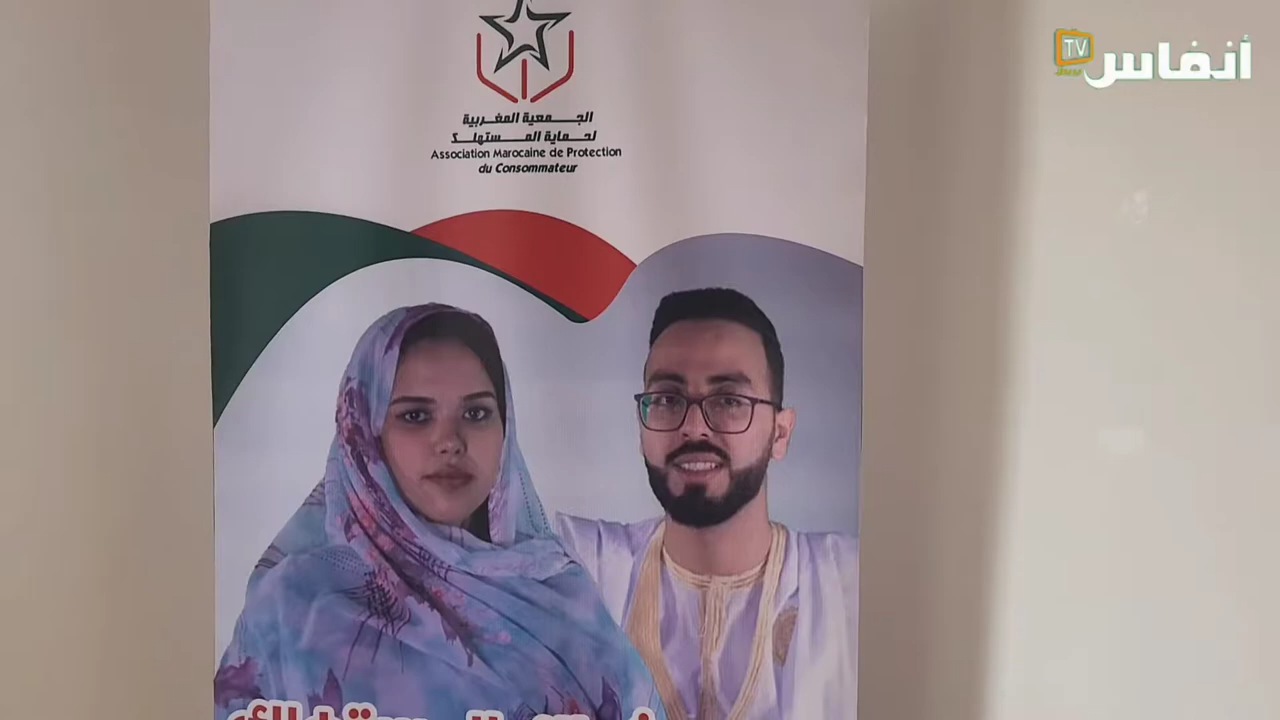 أنفاس
TV
الجمعية المغربية
لحماية المستهلك
Association Marocaine de Protection
du Consommateur